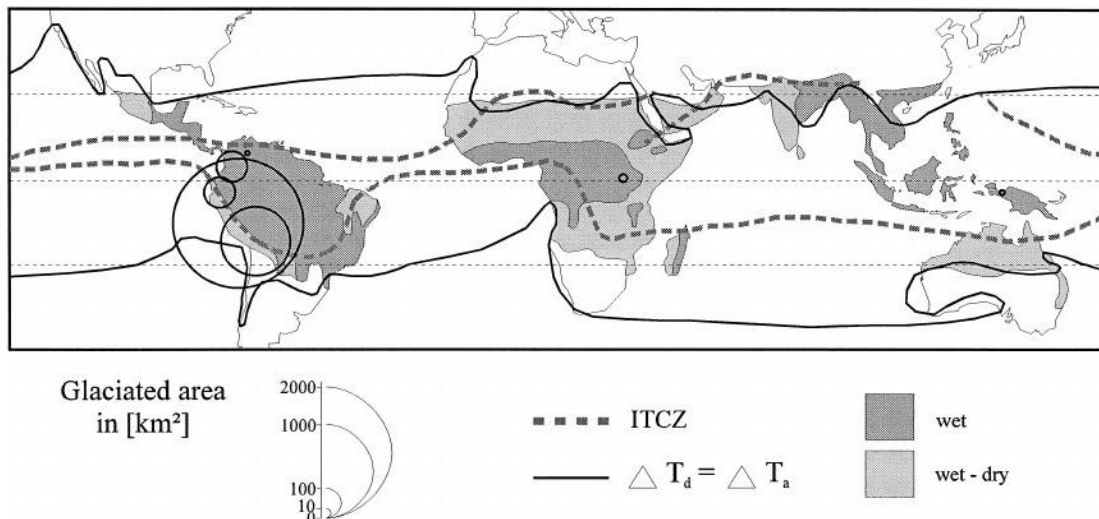 Glaciated area
in [km²]
2000
1000
100
10
0
ITCZ
△ T_d = △ T_a
wet
wet - dry